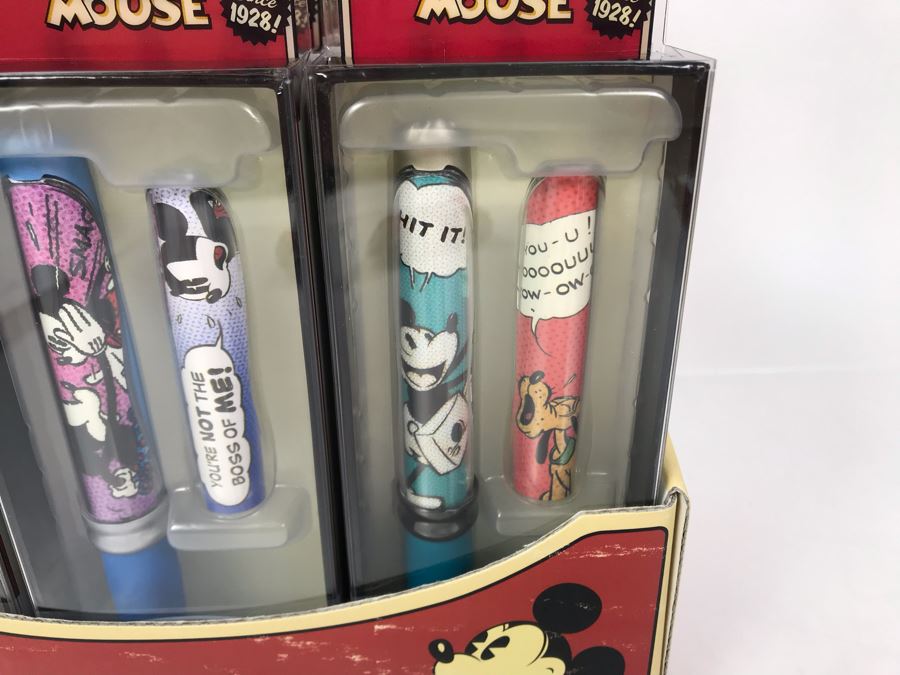 MOUSE
1928!
MOUSE
1928!
HIT IT!
YOU-U!
OOOOUUU
OW-OW-
YOU'RE NOT THE
BOSS OF ME!